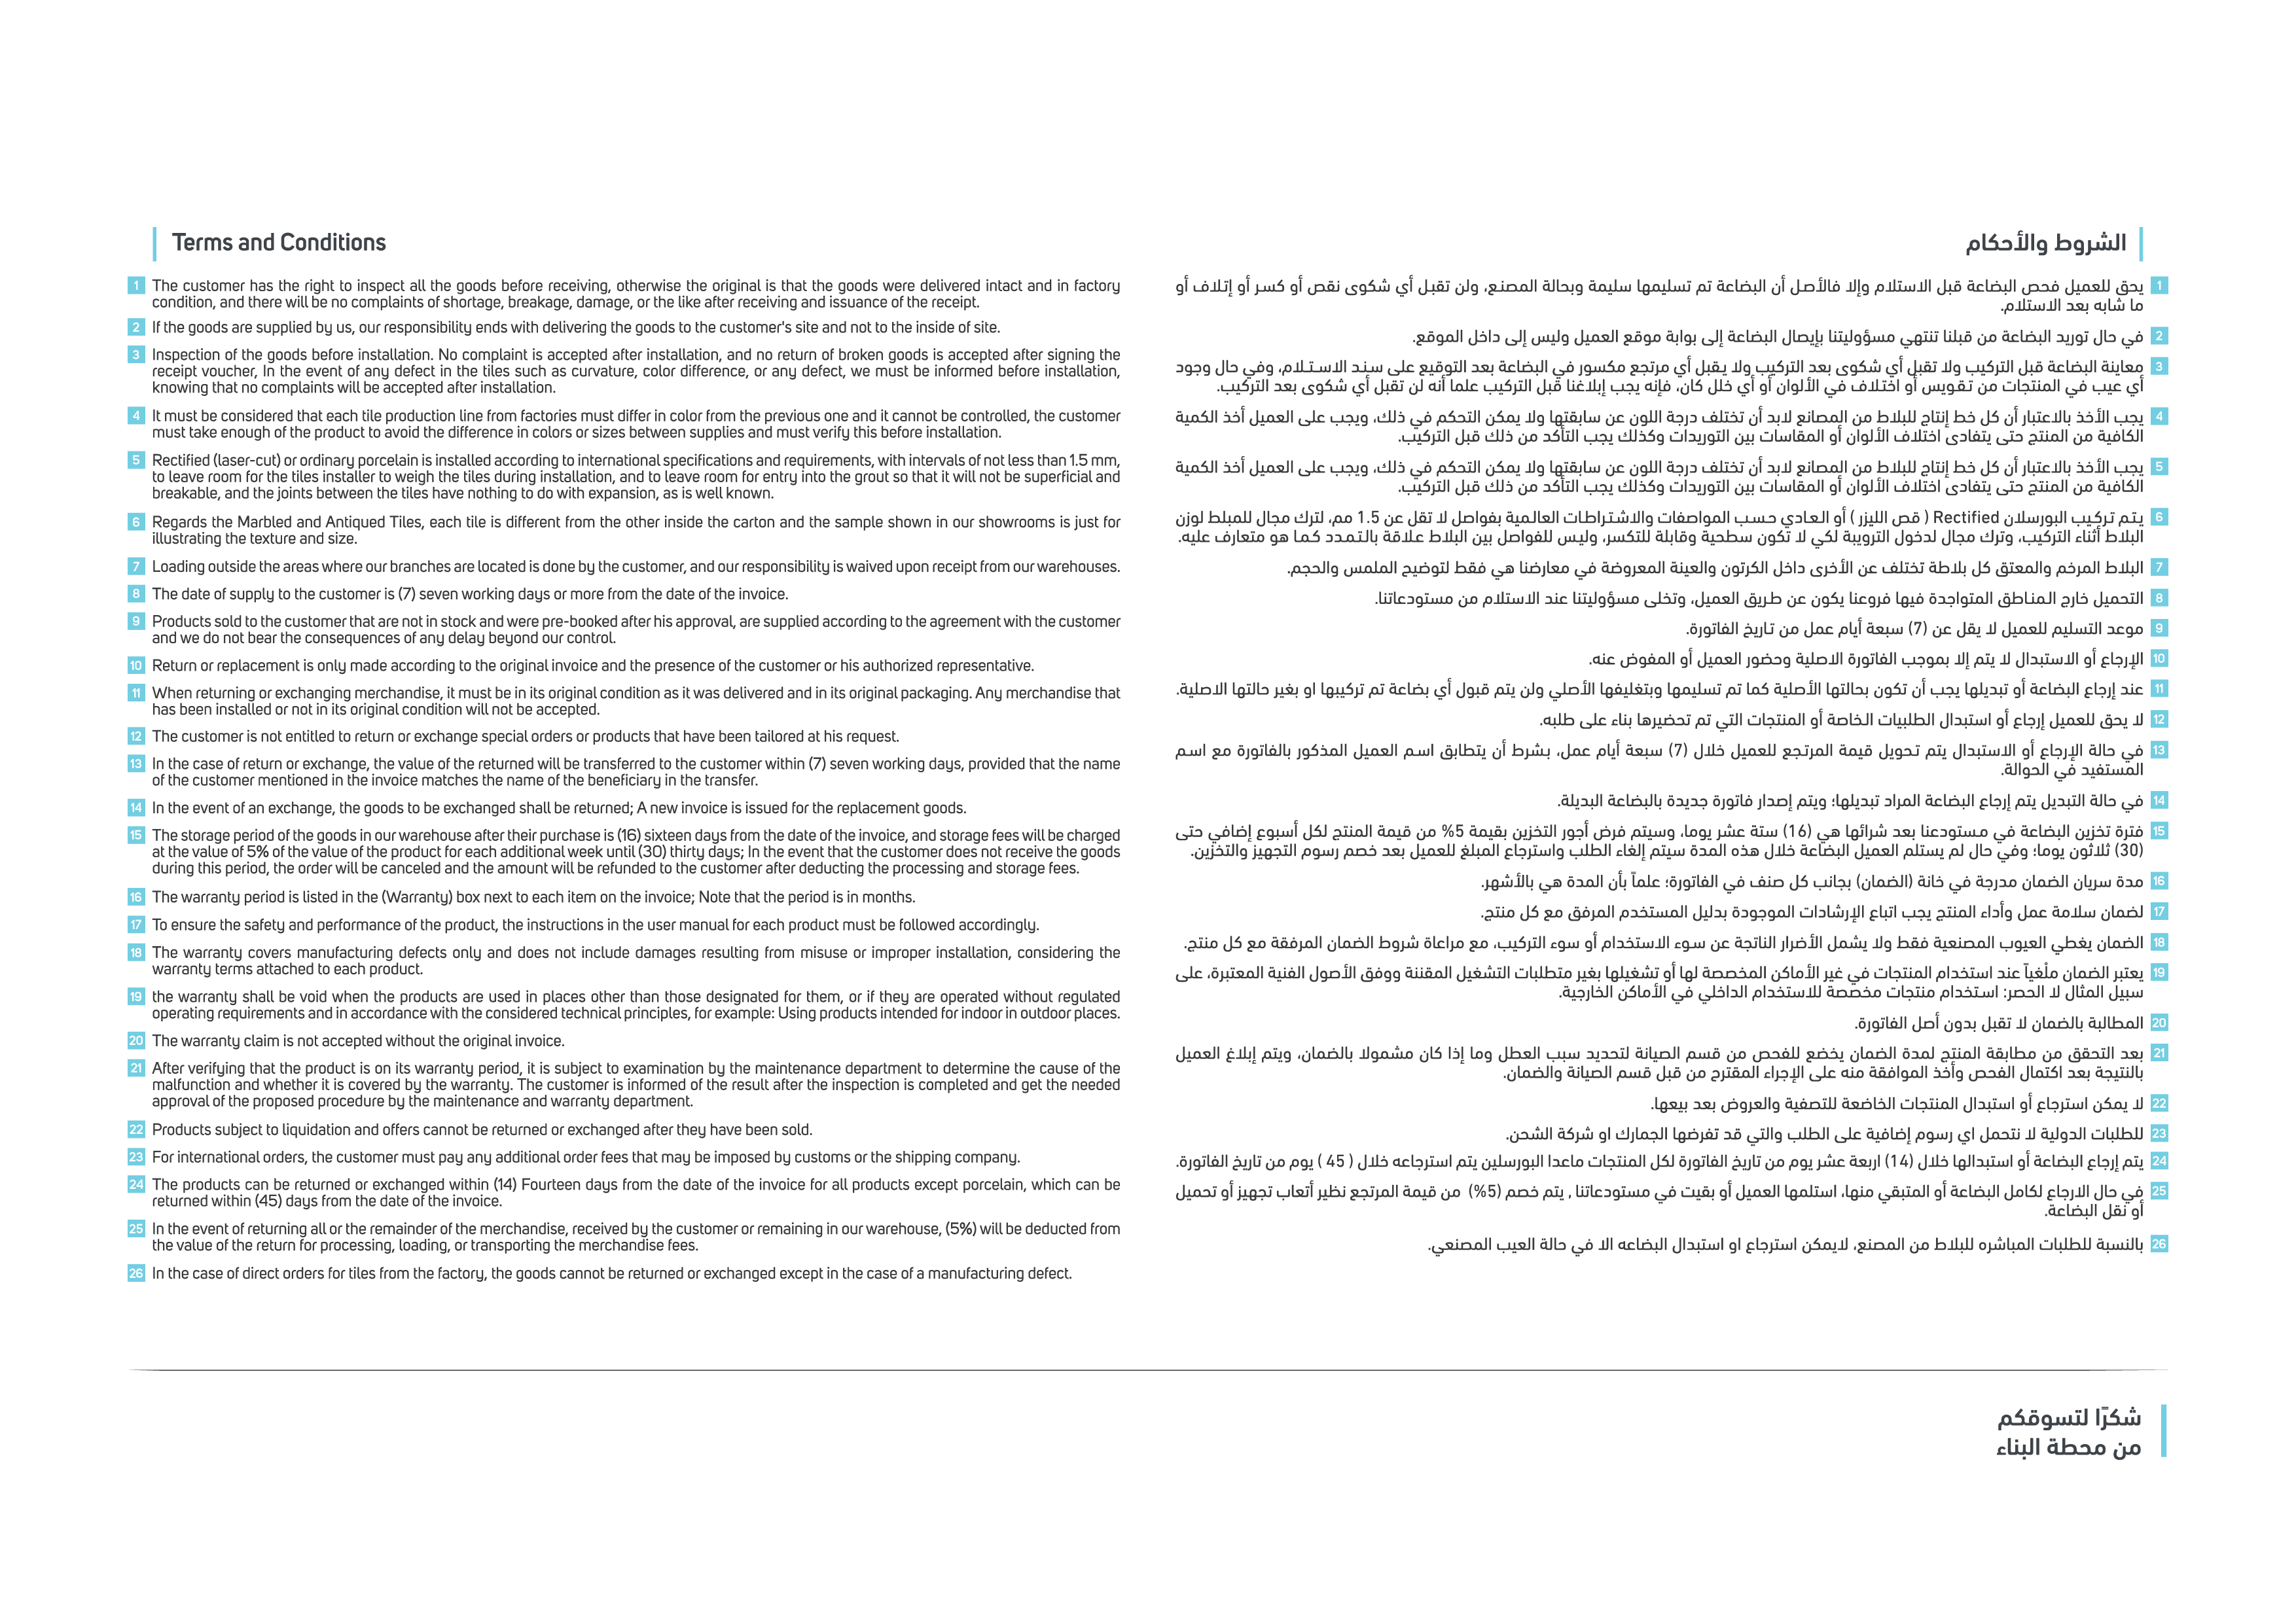 Terms and Conditions
1 The customer has the right to inspect all the goods before receiving, otherwise the original is that the goods were delivered intact and in factory
condition, and there will be no complaints of shortage, breakage, damage, or the like after receiving and issuance of the receipt.
2 If the goods are supplied by us, our responsibility ends with delivering the goods to the customer's site and not to the inside of site.
3 Inspection of the goods before installation. No complaint is accepted after installation, and no return of broken goods is accepted after signing the
receipt voucher, In the event of any defect in the tiles such as curvature, color difference, or any defect, we must be informed before installation,
knowing that no complaints will be accepted after installation.
4 It must be considered that each tile production line from factories must differ in color from the previous one and it cannot be controlled, the customer
must take enough of the product to avoid the difference in colors or sizes between supplies and must verify this before installation.
5 Rectified (laser-cut) or ordinary porcelain is installed according to international specifications and requirements, with intervals of not less than 1.5 mm,
to leave room for the tiles installer to weigh the tiles during installation, and to leave room for entry into the grout so that it will not be superficial and
breakable, and the joints between the tiles have nothing to do with expansion, as is well known.
6 Regards the Marbled and Antiqued Tiles, each tile is different from the other inside the carton and the sample shown in our showrooms is just for
illustrating the texture and size.
7 Loading outside the areas where our branches are located is done by the customer, and our responsibility is waived upon receipt from our warehouses.
8 The date of supply to the customer is (7) seven working days or more from the date of the invoice.
9 Products sold to the customer that are not in stock and were pre-booked after his approval, are supplied according to the agreement with the customer
and we do not bear the consequences of any delay beyond our control.
10 Return or replacement is only made according to the original invoice and the presence of the customer or his authorized representative.
11 When returning or exchanging merchandise, it must be in its original condition as it was delivered and in its original packaging. Any merchandise that
has been installed or not in its original condition will not be accepted.
12 The customer is not entitled to return or exchange special orders or products that have been tailored at his request.
13 In the case of return or exchange, the value of the returned will be transferred to the customer within (7) seven working days, provided that the name
of the customer mentioned in the invoice matches the name of the beneficiary in the transfer.
14 In the event of an exchange, the goods to be exchanged shall be returned; A new invoice is issued for the replacement goods.
15 The storage period of the goods in our warehouse after their purchase is (16) sixteen days from the date of the invoice, and storage fees will be charged
at the value of 5% of the value of the product for each additional week until (30) thirty days; In the event that the customer does not receive the goods
during this period, the order will be canceled and the amount will be refunded to the customer after deducting the processing and storage fees.
16 The warranty period is listed in the (Warranty) box next to each item on the invoice; Note that the period is in months.
17 To ensure the safety and performance of the product, the instructions in the user manual for each product must be followed accordingly.
18 The warranty covers manufacturing defects only and does not include damages resulting from misuse or improper installation, considering the
warranty terms attached to each product.
19 the warranty shall be void when the products are used in places other than those designated for them, or if they are operated without regulated
operating requirements and in accordance with the considered technical principles, for example: Using products intended for indoor in outdoor places.
20 The warranty claim is not accepted without the original invoice.
21 After verifying that the product is on its warranty period, it is subject to examination by the maintenance department to determine the cause of the
malfunction and whether it is covered by the warranty. The customer is informed of the result after the inspection is completed and get the needed
approval of the proposed procedure by the maintenance and warranty department.
22 Products subject to liquidation and offers cannot be returned or exchanged after they have been sold.
23 For international orders, the customer must pay any additional order fees that may be imposed by customs or the shipping company.
24 The products can be returned or exchanged within (14) Fourteen days from the date of the invoice for all products except porcelain, which can be
returned within (45) days from the date of the invoice.
25 In the event of returning all or the remainder of the merchandise, received by the customer or remaining in our warehouse, (5%) will be deducted from
the value of the return for processing, loading, or transporting the merchandise fees.
26 In the case of direct orders for tiles from the factory, the goods cannot be returned or exchanged except in the case of a manufacturing defect.
الشروط والأحكام
1 يحق للعميل فحص البضاعة قبل الاستلام وإلا فالأصل أن البضاعة تم تسليمها سليمة وبحالة المصنع، ولن تقبل أي شكوى نقص أو كسر أو إتلاف أو
ما شابه بعد الاستلام.
2 في حال توريد البضاعة من قبلنا تنتهي مسؤوليتنا بإيصال البضاعة إلى بوابة موقع العميل وليس إلى داخل الموقع.
3 معاينة البضاعة قبل التركيب ولا تقبل أي شكوى بعد التركيب ولا يقبل أي مرتجع مكسور في البضاعة بعد التوقيع على سند الاستلام، وفي حال وجود
أي عيب في المنتجات من تقويس أو اختلاف في الألوان أو أي خلل كان، فإنه يجب إبلاغنا قبل التركيب علما أنه لن تقبل أي شكوى بعد التركيب.
4 يجب الأخذ بالاعتبار أن كل خط إنتاج للبلاط من المصانع لابد أن تختلف درجة اللون عن سابقتها ولا يمكن التحكم في ذلك، ويجب على العميل أخذ الكمية
الكافية من المنتج حتى يتفادى اختلاف الألوان أو المقاسات بين التوريدات وكذلك يجب التأكد من ذلك قبل التركيب.
5 يجب الأخذ بالاعتبار أن كل خط إنتاج للبلاط من المصانع لابد أن تختلف درجة اللون عن سابقتها ولا يمكن التحكم في ذلك، ويجب على العميل أخذ الكمية
الكافية من المنتج حتى يتفادى اختلاف الألوان أو المقاسات بين التوريدات وكذلك يجب التأكد من ذلك قبل التركيب.
6 يتم تركيب البورسلان Rectified ( قص الليزر ) أو العادي حسب المواصفات والاشتراطات العالمية بفواصل لا تقل عن 1.5 مم، لترك مجال للمبلط لوزن
البلاط أثناء التركيب، وترك مجال لدخول الترويبة لكي لا تكون سطحية وقابلة للتكسر، وليس للفواصل بين البلاط علاقة بالتمدد كما هو متعارف عليه.
7 البلاط المرخم والمعتق كل بلاطة تختلف عن الأخرى داخل الكرتون والعينة المعروضة في معارضنا هي فقط لتوضيح الملمس والحجم.
8 التحميل خارج المناطق المتواجدة فيها فروعنا يكون عن طريق العميل، وتخلى مسؤوليتنا عند الاستلام من مستودعاتنا.
9 موعد التسليم للعميل لا يقل عن (7) سبعة أيام عمل من تاريخ الفاتورة.
10 الإرجاع أو الاستبدال لا يتم إلا بموجب الفاتورة الاصلية وحضور العميل أو المفوض عنه.
11 عند إرجاع البضاعة أو تبديلها يجب أن تكون بحالتها الأصلية كما تم تسليمها وبتغليفها الأصلي ولن يتم قبول أي بضاعة تم تركيبها او بغير حالتها الاصلية.
12 لا يحق للعميل إرجاع أو استبدال الطلبيات الخاصة أو المنتجات التي تم تحضيرها بناء على طلبه.
13 في حالة الإرجاع أو الاستبدال يتم تحويل قيمة المرتجع للعميل خلال (7) سبعة أيام عمل، بشرط أن يتطابق اسم العميل المذكور بالفاتورة مع اسم
المستفيد في الحوالة.
14 في حالة التبديل يتم إرجاع البضاعة المراد تبديلها؛ ويتم إصدار فاتورة جديدة بالبضاعة البديلة.
15 فترة تخزين البضاعة في مستودعنا بعد شرائها هي (16) ستة عشر يوما، وسيتم فرض أجور التخزين بقيمة 5% من قيمة المنتج لكل أسبوع إضافي حتى
(30) ثلاثون يوما؛ وفي حال لم يستلم العميل البضاعة خلال هذه المدة سيتم إلغاء الطلب واسترجاع المبلغ للعميل بعد خصم رسوم التجهيز والتخزين.
16 مدة سريان الضمان مدرجة في خانة (الضمان) بجانب كل صنف في الفاتورة؛ علماً بأن المدة هي بالأشهر.
17 لضمان سلامة عمل وأداء المنتج يجب اتباع الإرشادات الموجودة بدليل المستخدم المرفق مع كل منتج.
18 الضمان يغطي العيوب المصنعية فقط ولا يشمل الأضرار الناتجة عن سوء الاستخدام أو سوء التركيب، مع مراعاة شروط الضمان المرفقة مع كل منتج.
19 يعتبر الضمان ملغياً عند استخدام المنتجات في غير الأماكن المخصصة لها أو تشغيلها بغير متطلبات التشغيل المقننة ووفق الأصول الفنية المعتبرة، على
سبيل المثال لا الحصر: استخدام منتجات مخصصة للاستخدام الداخلي في الأماكن الخارجية.
20 المطالبة بالضمان لا تقبل بدون أصل الفاتورة.
21 بعد التحقق من مطابقة المنتج لمدة الضمان يخضع للفحص من قسم الصيانة لتحديد سبب العطل وما إذا كان مشمولا بالضمان، ويتم إبلاغ العميل
بالنتيجة بعد اكتمال الفحص وأخذ الموافقة منه على الإجراء المقترح من قبل قسم الصيانة والضمان.
22 لا يمكن استرجاع أو استبدال المنتجات الخاضعة للتصفية والعروض بعد بيعها.
23 للطلبات الدولية لا نتحمل اي رسوم إضافية على الطلب والتي قد تفرضها الجمارك او شركة الشحن.
24 يتم إرجاع البضاعة أو استبدالها خلال (14) اربعة عشر يوم من تاريخ الفاتورة لكل المنتجات ماعدا البورسلين يتم استرجاعه خلال ( 45 ) يوم من تاريخ الفاتورة.
25 في حال الارجاع لكامل البضاعة أو المتبقي منها، استلمها العميل أو بقيت في مستودعاتنا , يتم خصم (5%) من قيمة المرتجع نظير أتعاب تجهيز أو تحميل
أو نقل البضاعة.
26 بالنسبة للطلبات المباشره للبلاط من المصنع، لايمكن استرجاع او استبدال البضاعه الا في حالة العيب المصنعي.
شكرًا لتسوقكم
من محطة البناء